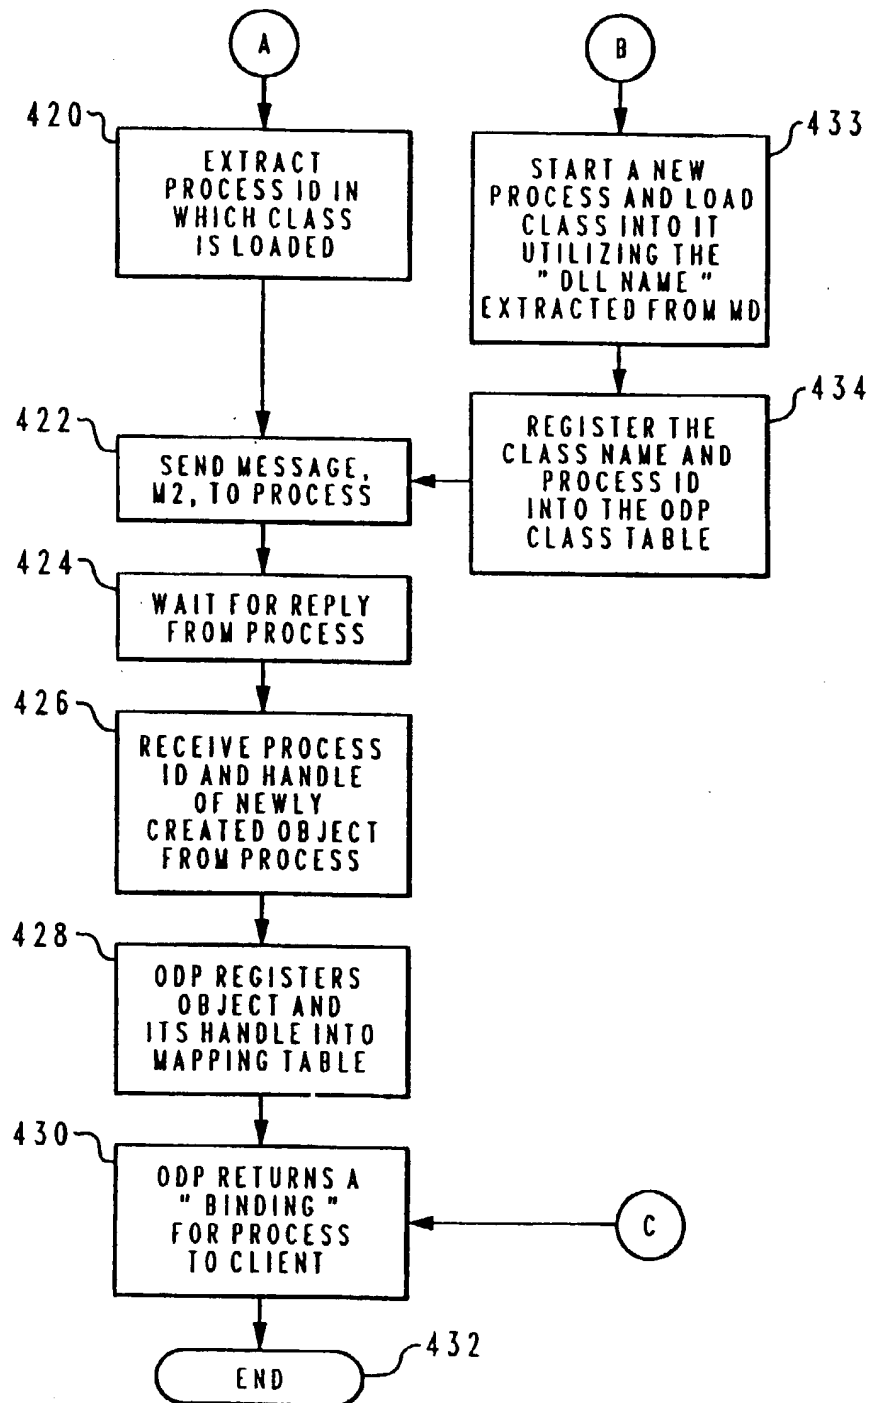 A
420
EXTRACT
PROCESS ID IN
WHICH CLASS
IS LOADED
B
433
START A NEW
PROCESS AND LOAD
CLASS INTO IT
UTILIZING THE
"DLL NAME"
EXTRACTED FROM MD
434
REGISTER THE
CLASS NAME AND
PROCESS ID
INTO THE ODP
CLASS TABLE
422
SEND MESSAGE,
M2, TO PROCESS
424
WAIT FOR REPLY
FROM PROCESS
426
RECEIVE PROCESS
ID AND HANDLE
OF NEWLY
CREATED OBJECT
FROM PROCESS
428
ODP REGISTERS
OBJECT AND
ITS HANDLE INTO
MAPPING TABLE
430
ODP RETURNS A
"BINDING"
FOR PROCESS
TO CLIENT
C
432
END